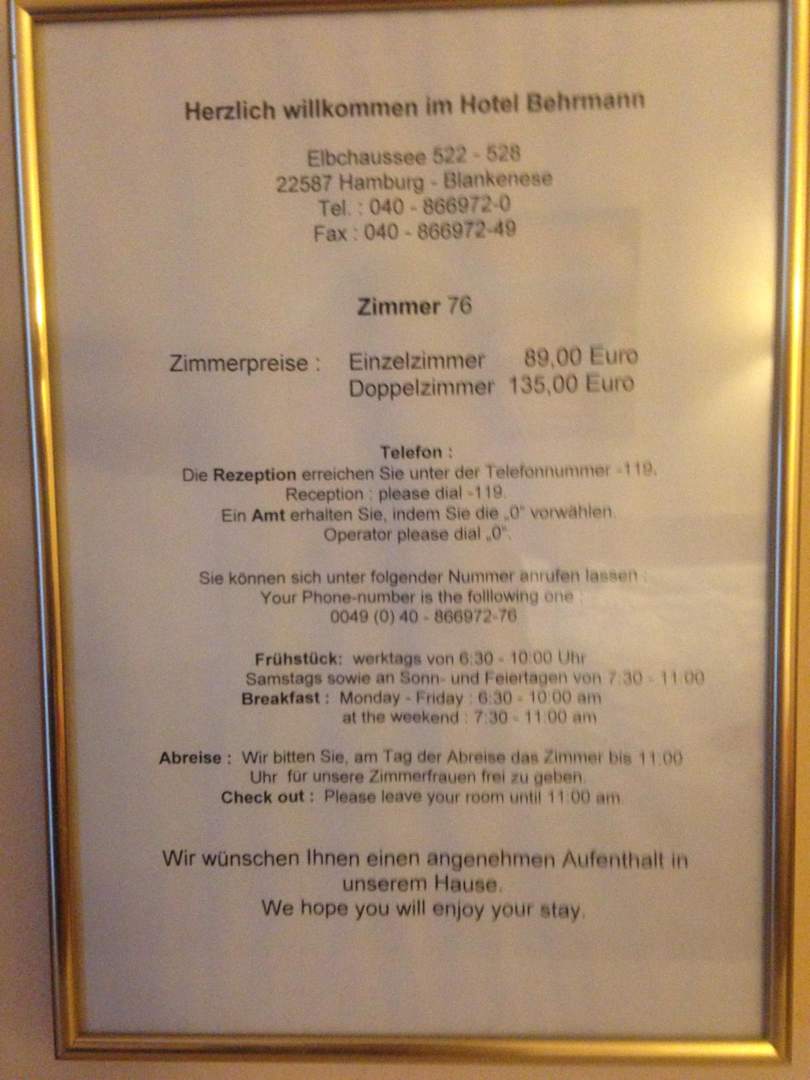 Herzlich willkommen im Hotel Behrmann
Elbchaussee 522 - 528
22587 Hamburg - Blankenese
Tel. : 040 - 866972-0
Fax : 040 - 866972-49
Zimmer 76
Zimmerpreise : Einzelzimmer 89,00 Euro
Doppelzimmer 135,00 Euro
Telefon :
Die Rezeption erreichen Sie unter der Telefonnummer -119.
Reception : please dial -119.
Ein Amt erhalten Sie, indem Sie die „0" vorwählen.
Operator please dial „0".
Sie können sich unter folgender Nummer anrufen lassen :
Your Phone-number is the folllowing one :
0049 (0) 40 - 866972-76
Frühstück: werktags von 6:30 - 10:00 Uhr
Samstags sowie an Sonn- und Feiertagen von 7:30 - 11:00
Breakfast : Monday - Friday : 6:30 - 10:00 am
at the weekend : 7:30 - 11:00 am
Abreise : Wir bitten Sie, am Tag der Abreise das Zimmer bis 11:00
Uhr für unsere Zimmerfrauen frei zu geben.
Check out : Please leave your room until 11:00 am
Wir wünschen Ihnen einen angenehmen Aufenthalt in
unserem Hause.
We hope you will enjoy your stay.